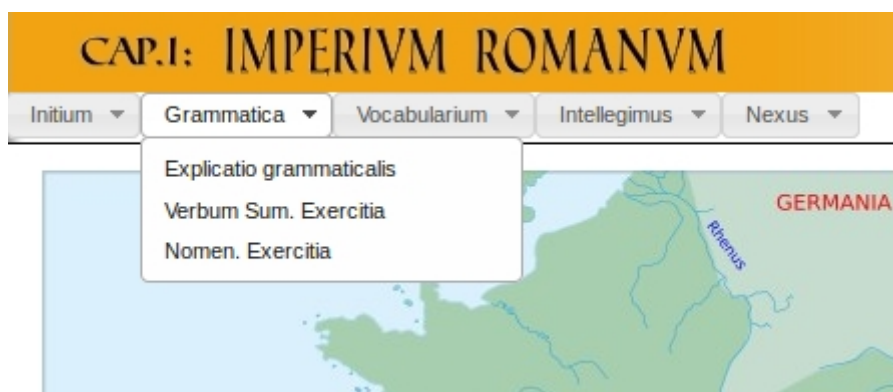 CAP.I: IMPERIVM ROMANVM
Initium Grammatica Vocabularium Intellegimus Nexus
Explicatio grammaticalis
Verbum Sum. Exercitia
Nomen. Exercitia
GERMANIA
Rhenus